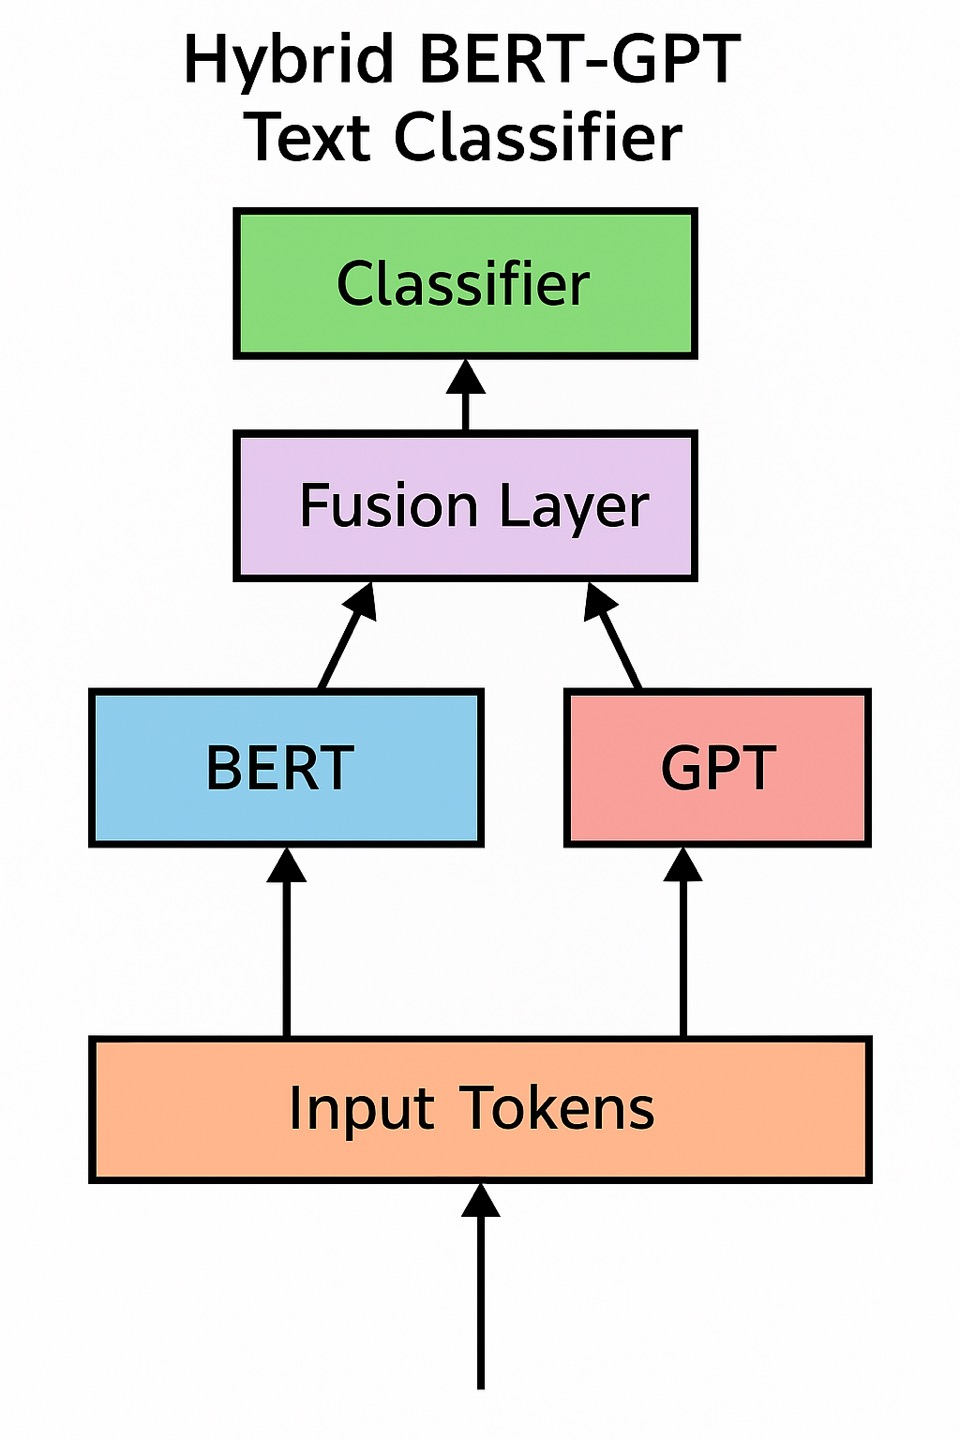 Hybrid BERT-GPT
Text Classifier
Classifier
Fusion Layer
BERT
GPT
Input Tokens